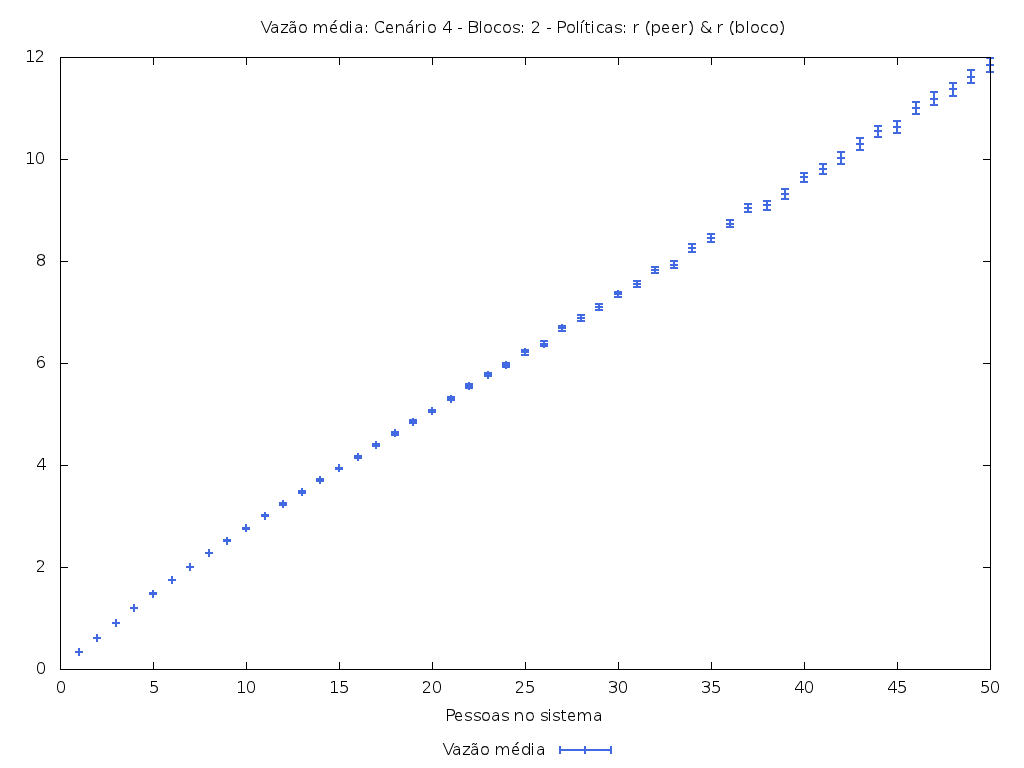 Vazão média: Cenário 4 - Blocos: 2 - Políticas: r (peer) & r (bloco)
12
10
8
6
4
2
0
0 5 10 15 20 25 30 35 40 45 50
Pessoas no sistema
Vazão média